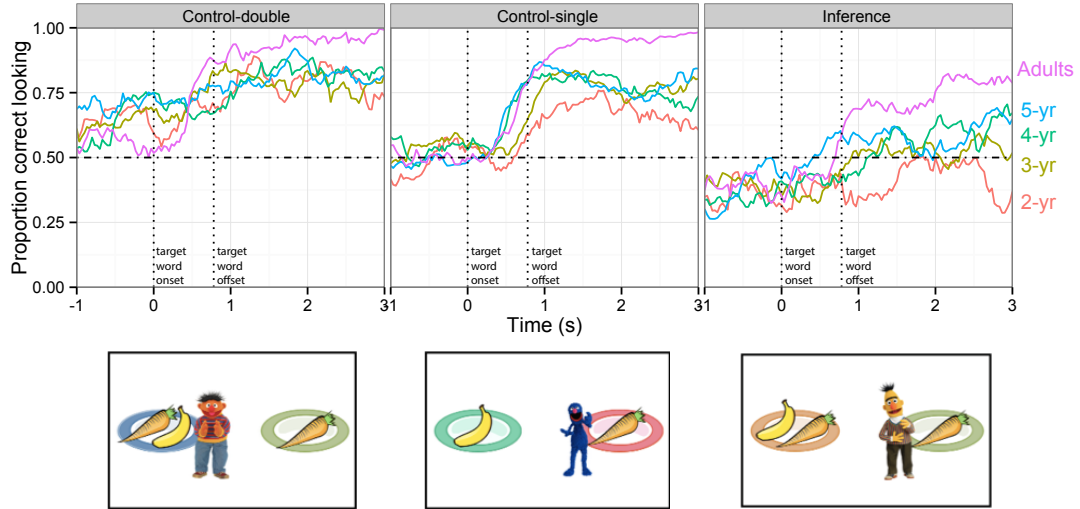 Control-double
Control-single
Inference
Proportion correct looking
1.00
0.75
0.50
0.25
0.00
target
word
onset
target
word
offset
target
word
onset
target
word
offset
target
word
onset
target
word
offset
-1 0 1 2 3
-1 0 1 2 3
-1 0 1 2 3
Time (s)
Adults
5-yr
4-yr
3-yr
2-yr